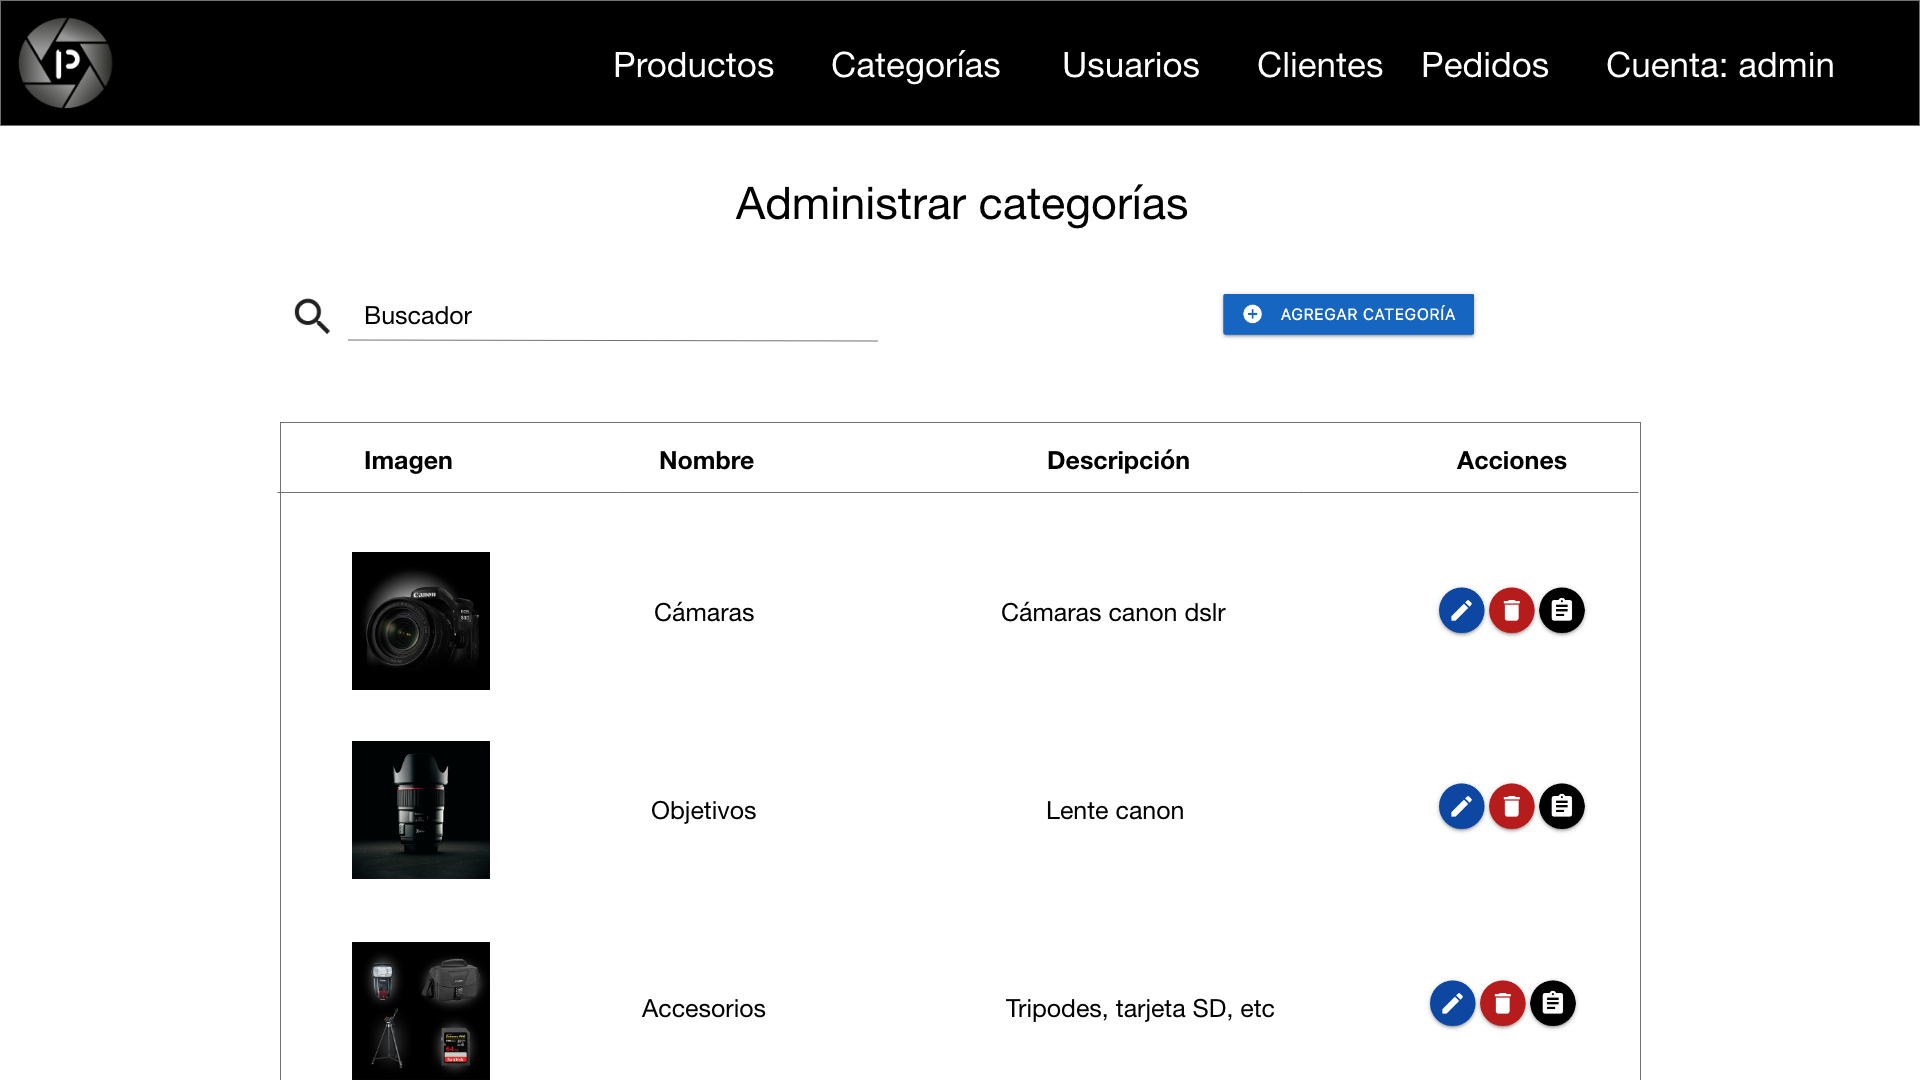 P
Productos Categorías Usuarios Clientes Pedidos Cuenta: admin
Administrar categorías
Buscador
AGREGAR CATEGORÍA
Imagen Nombre Descripción Acciones
Canon
Cámaras Cámaras canon dslr
Objetivos Lente canon
Accesorios Tripodes, tarjeta SD, etc